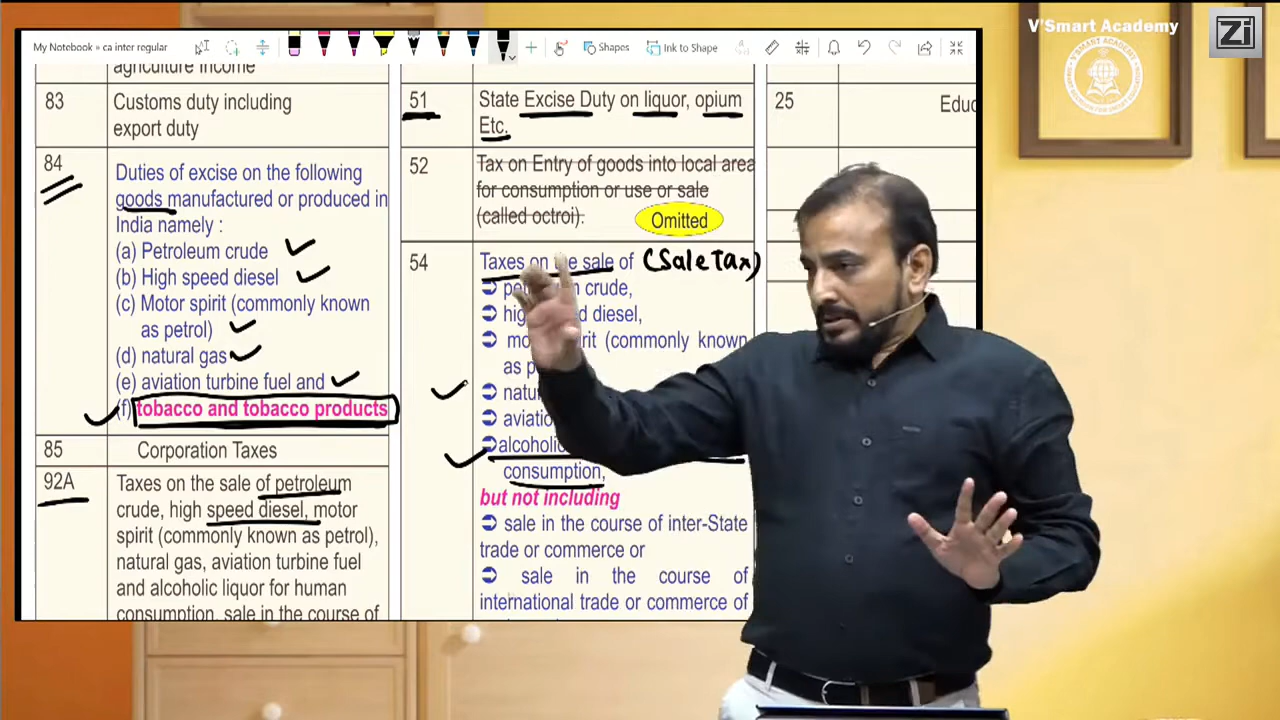 V'Smart Academy
Zi
My Notebook » ca inter regular
Shapes
Ink to Shape
agriculture income
83
Customs duty including
export duty
84
Duties of excise on the following
goods manufactured or produced in
India namely :
(a) Petroleum crude
(b) High speed diesel
(c) Motor spirit (commonly known
as petrol)
(d) natural gas
(e) aviation turbine fuel and
(f) tobacco and tobacco products
85
Corporation Taxes
92A
Taxes on the sale of petroleum
crude, high speed diesel, motor
spirit (commonly known as petrol),
natural gas, aviation turbine fuel
and alcoholic liquor for human
consumption, sale in the course of
51
State Excise Duty on liquor, opium
Etc.
52
Tax on Entry of goods into local area
for consumption or use or sale
(called octroi).
Omitted
54
Taxes on the sale of (Sale Tax)
crude,
diesel,
(commonly known
as
consumption,
but not including
sale in the course of inter-State
trade or commerce or
sale in the course of
international trade or commerce of
25